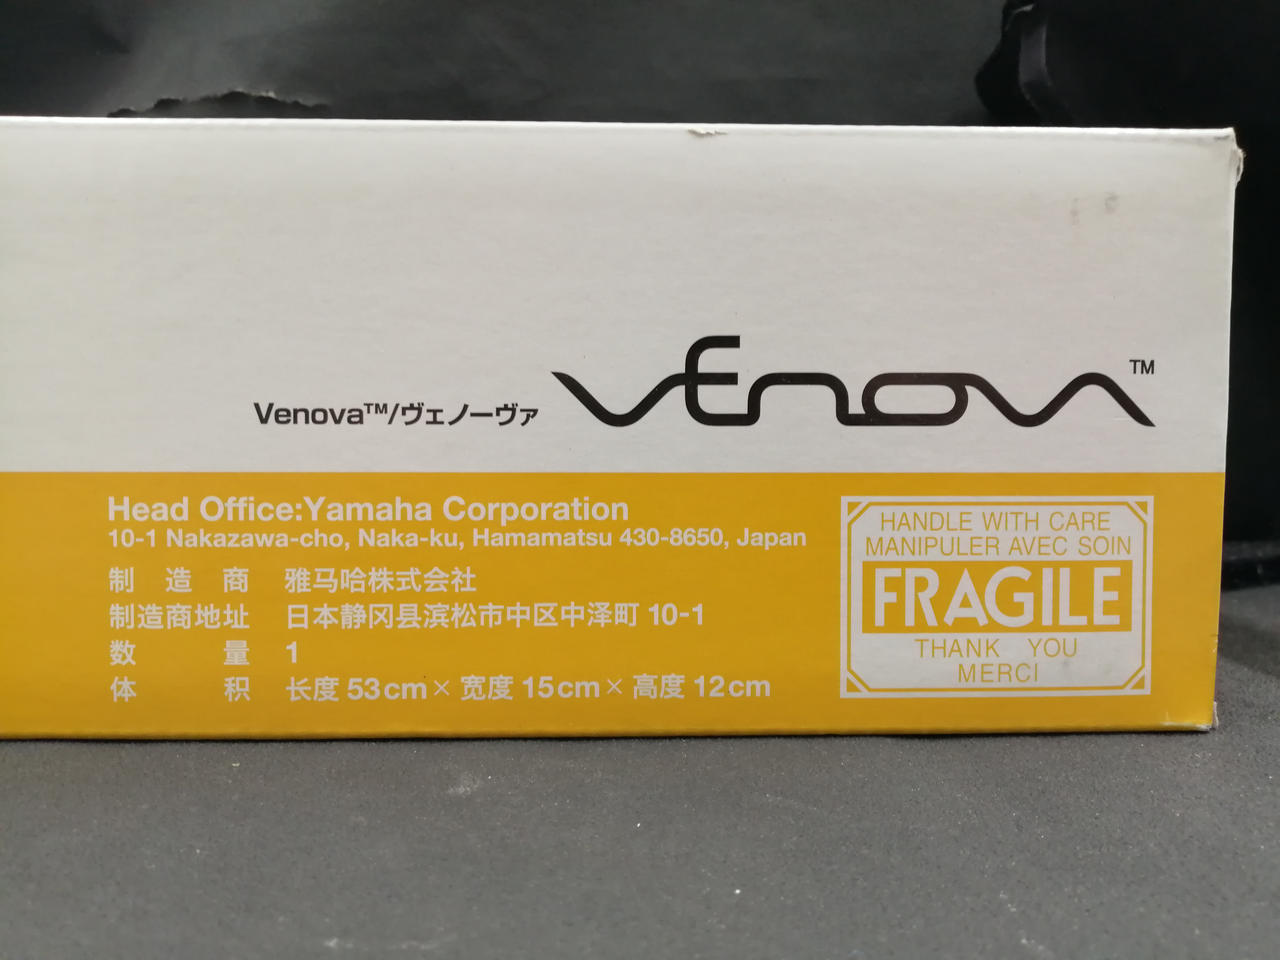 Venova™/ヴェノーヴァ
Venova™
Head Office:Yamaha Corporation
10-1 Nakazawa-cho, Naka-ku, Hamamatsu 430-8650, Japan
制造商 雅马哈株式会社
制造商地址 日本静冈县滨松市中区中泽町 10-1
数量 1
体积 长度 53cm× 宽度 15cm× 高度 12cm
HANDLE WITH CARE
MANIPULER AVEC SOIN
FRAGILE
THANK YOU
MERCI